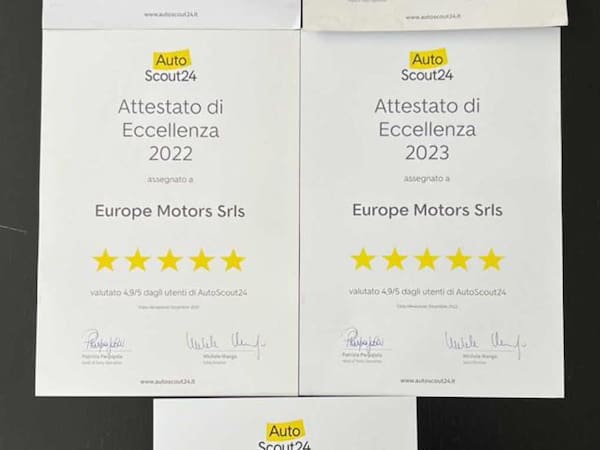 www.autoscout24.it
www.autoscout24.it
Auto
Scout24
Attestato di
Eccellenza
2022
assegnato a
Europe Motors Srls
valutato 4,9/5 dagli utenti di AutoScout24
Patrizia Pargajola
www.autoscout24.it
Auto
Scout24
Attestato di
Eccellenza
2023
assegnato a
Europe Motors Srls
valutato 4,9/5 dagli utenti di AutoScout24
www.autoscout24.it
Auto
Scout24